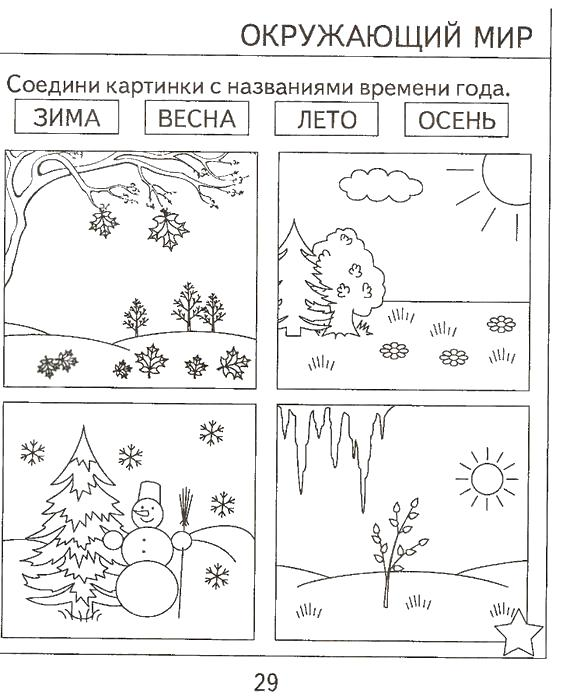 ОКРУЖАЮЩИЙ МИР
Соедини картинки с названиями времени года.
ЗИМА ВЕСНА ЛЕТО ОСЕНЬ
29